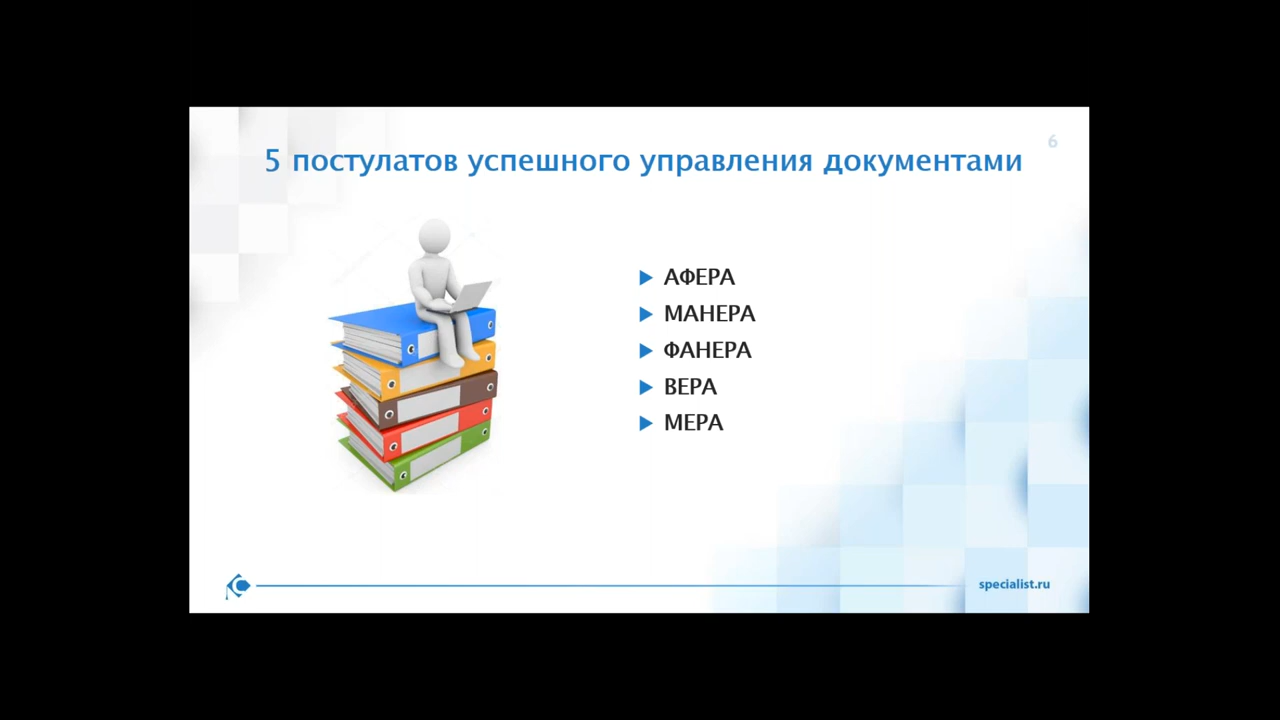 6
5 постулатов успешного управления документами
АФЕРА
МАНЕРА
ФАНЕРА
ВЕРА
МЕРА
specialist.ru